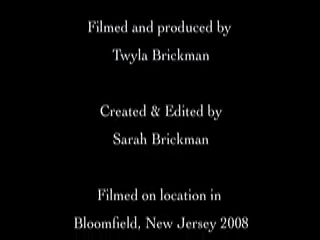 Filmed and produced by
Twyla Brickman
Created & Edited by
Sarah Brickman
Filmed on location in
Bloomfield, New Jersey 2008